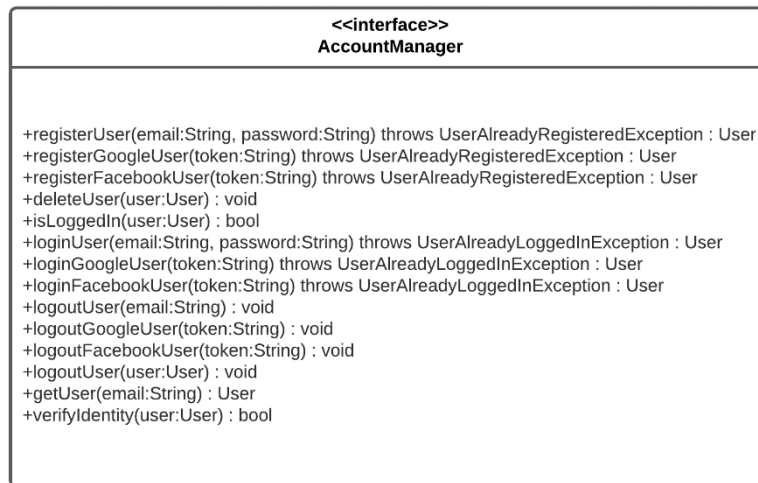 <<interface>>
AccountManager
+registerUser(email:String, password:String) throws UserAlreadyRegisteredException : User
+registerGoogleUser(token:String) throws UserAlreadyRegisteredException : User
+registerFacebookUser(token:String) throws UserAlreadyRegisteredException : User
+deleteUser(user:User) : void
+isLoggedIn(user:User) : bool
+loginUser(email:String, password:String) throws UserAlreadyLoggedInException : User
+loginGoogleUser(token:String) throws UserAlreadyLoggedInException : User
+loginFacebookUser(token:String) throws UserAlreadyLoggedInException : User
+logoutUser(email:String) : void
+logoutGoogleUser(token:String) : void
+logoutFacebookUser(token:String) : void
+logoutUser(user:User) : void
+getUser(email:String) : User
+verifyIdentity(user:User) : bool